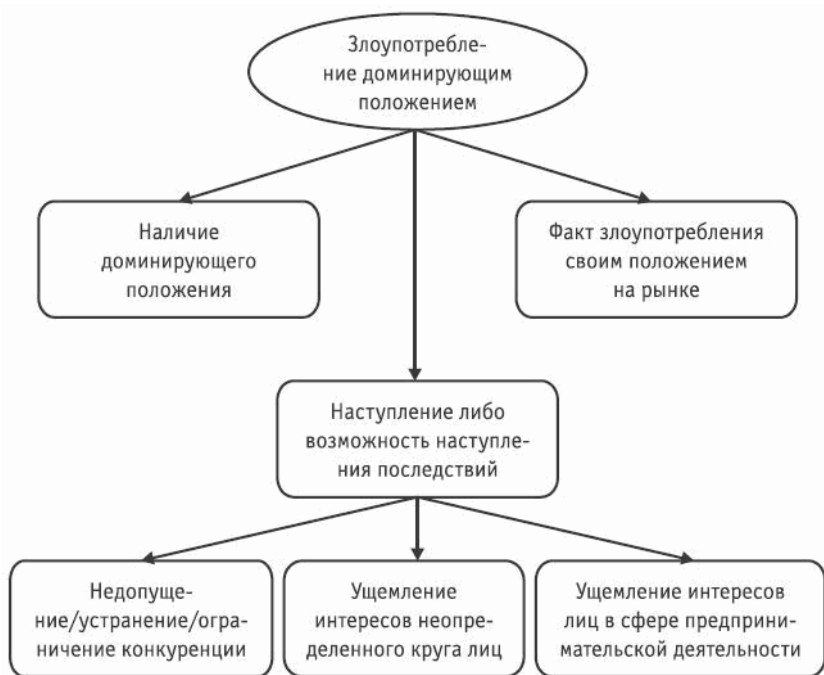 Злоупотребле-
ние доминирующим
положением
Наличие
доминирующего
положения
Факт злоупотребления
своим положением
на рынке
Наступление либо
возможность наступле-
ния последствий
Недопуще-
ние/устранение/огра-
ничение конкуренции
Ущемление
интересов неопре-
деленного круга лиц
Ущемление интересов
лиц в сфере предприни-
мательской деятельности